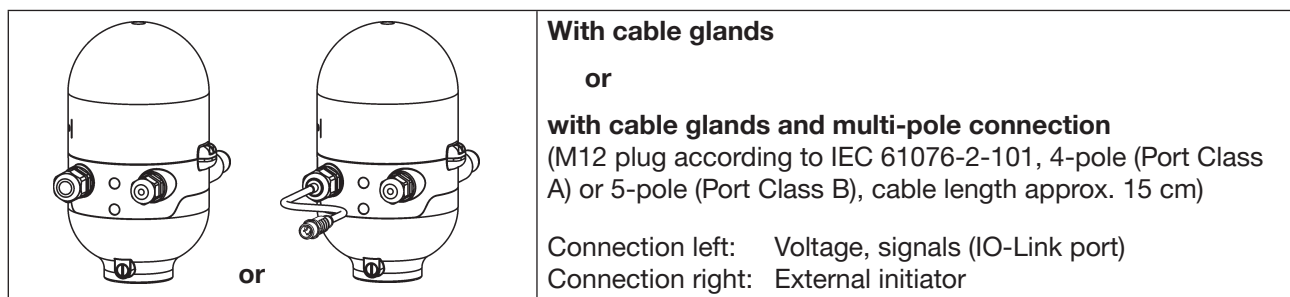 or
With cable glands
or
with cable glands and multi-pole connection
(M12 plug according to IEC 61076-2-101, 4-pole (Port Class
A) or 5-pole (Port Class B), cable length approx. 15 cm)
Connection left: Voltage, signals (IO-Link port)
Connection right: External initiator